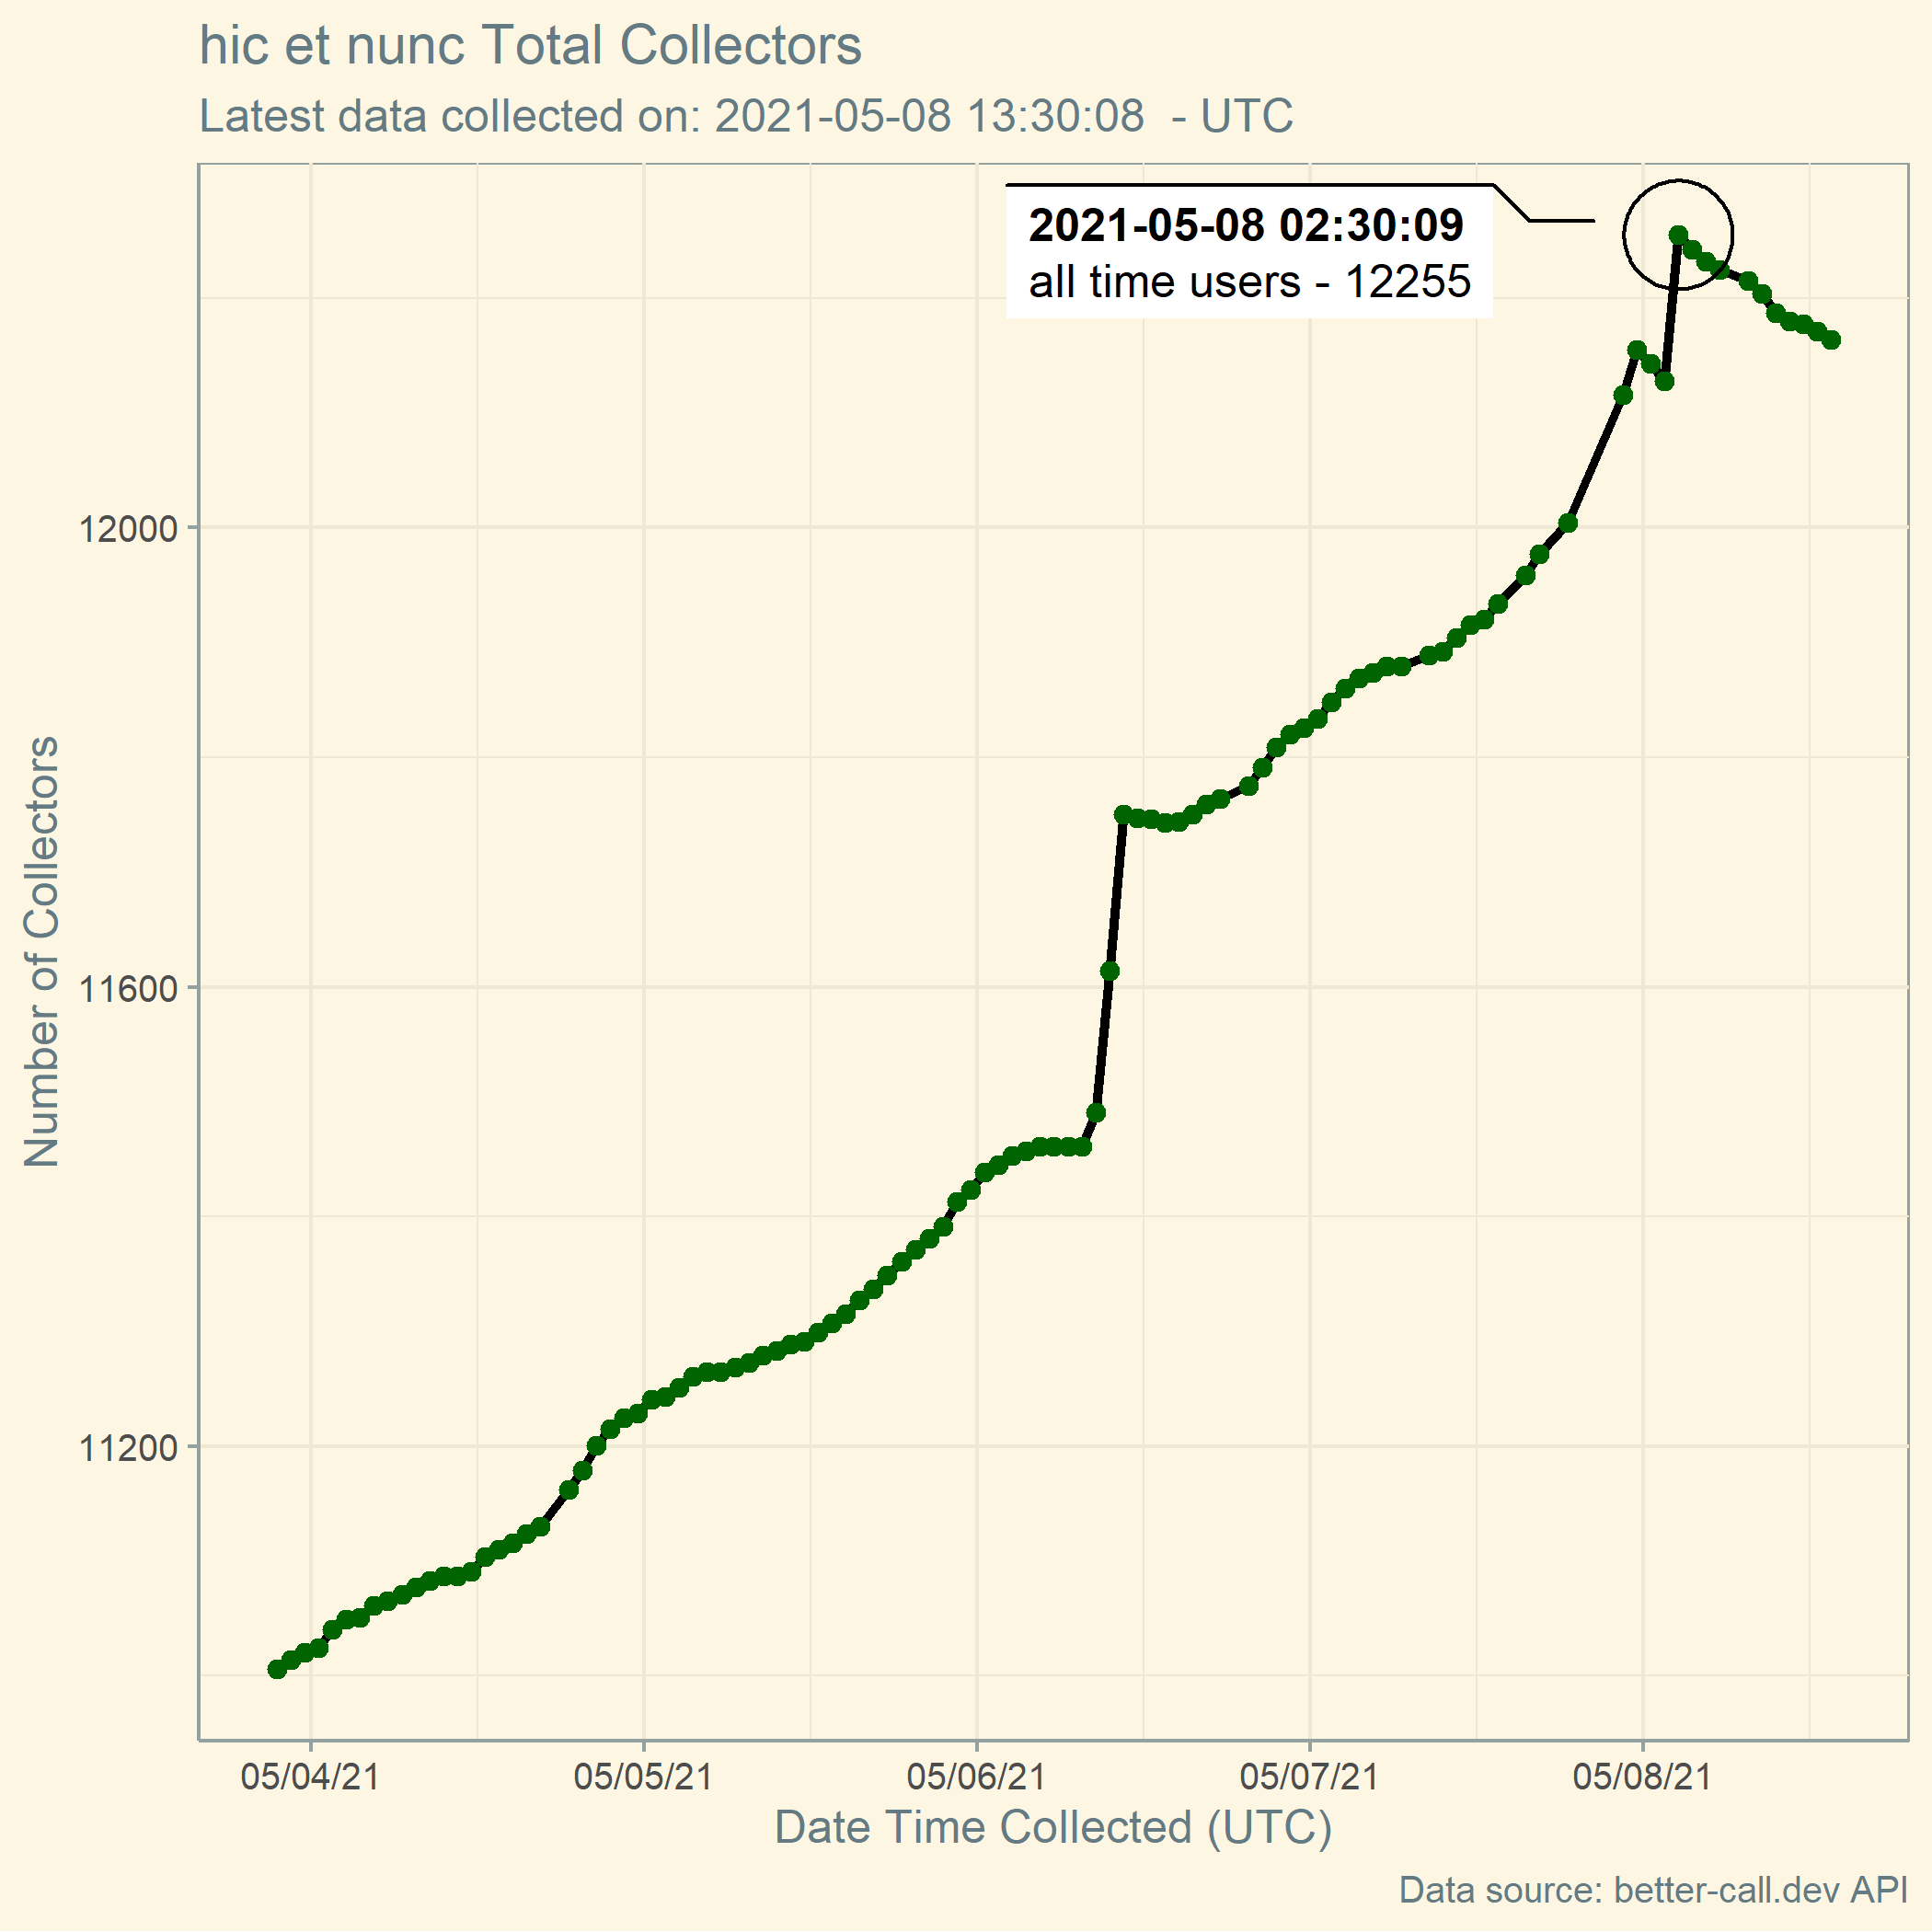 hic et nunc Total Collectors
Latest data collected on: 2021-05-08 13:30:08  - UTC
2021-05-08 02:30:09
all time users - 12255
Number of Collectors
12000
11600
11200
05/04/21
05/05/21
05/06/21
05/07/21
05/08/21
Date Time Collected (UTC)
Data source: better-call.dev API